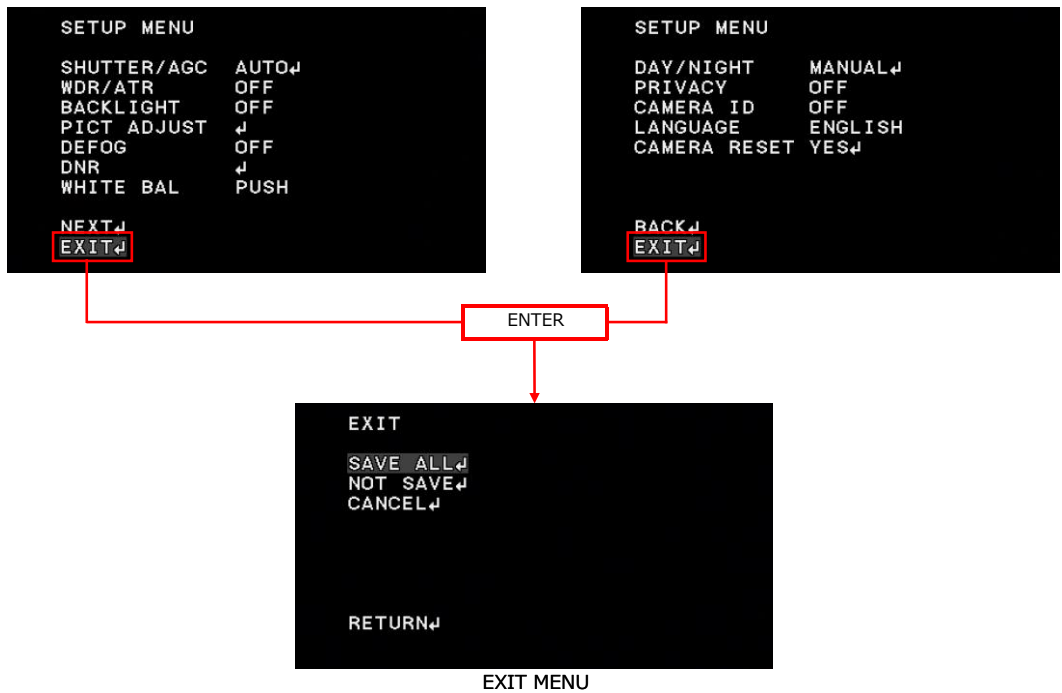 SETUP MENU
SHUTTER/AGC AUTO↲
WDR/ATR OFF
BACKLIGHT OFF
PICT ADJUST ↲
DEFOG OFF
DNR ↲
WHITE BAL PUSH
NEXT↲
EXIT↲
SETUP MENU
DAY/NIGHT MANUAL↲
PRIVACY OFF
CAMERA ID OFF
LANGUAGE ENGLISH
CAMERA RESET YES↲
BACK↲
EXIT↲
ENTER
EXIT
SAVE ALL↲
NOT SAVE↲
CANCEL↲
RETURN↲
EXIT MENU